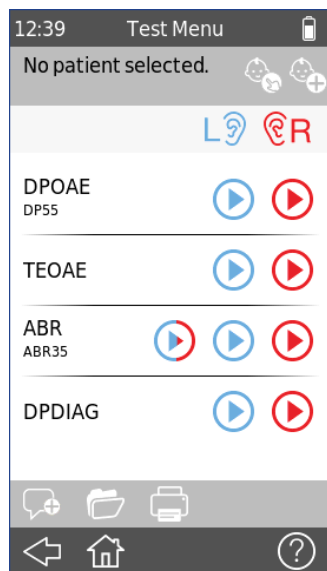 12:39 Test Menu
No patient selected.
L R
DPOAE
DP55
TEOAE
ABR
ABR35
DPDIAG
?